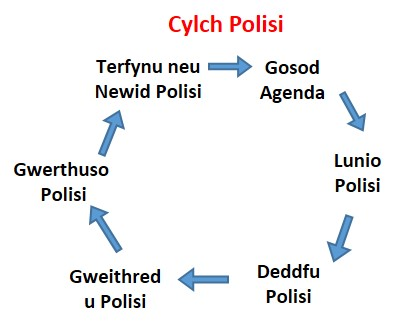 Cylch Polisi
Terfynu neu
Newid Polisi
Gosod
Agenda
Lunio
Polisi
Deddfu
Polisi
Gweithred
u Polisi
Gwerthuso
Polisi